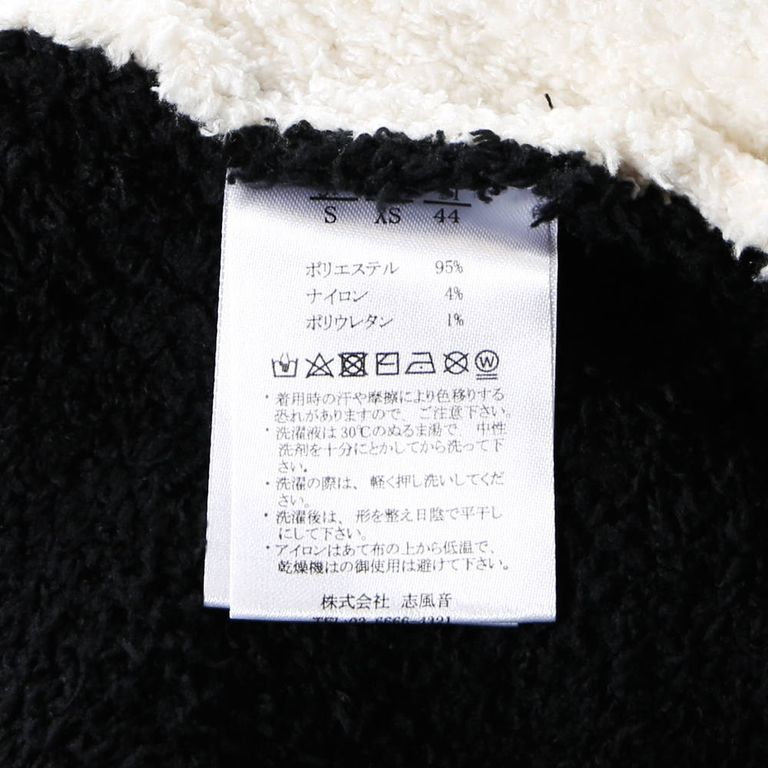 S XS 44
ポリエステル 95%
ナイロン 4%
ポリウレタン 1%
・着用時の汗や摩擦により色移りする
恐れがありますので、ご注意下さい。
・洗濯液は30℃のぬるま湯で、中性
洗剤を十分にとかしてから洗って下
さい。
・洗濯の際は、軽く押し洗いしてくだ
さい。
・洗濯後は、形を整え日陰で平干し
にして下さい。
・アイロンはあて布の上から低温で、
乾燥機はの御使用は避けて下さい。
株式会社 志風音